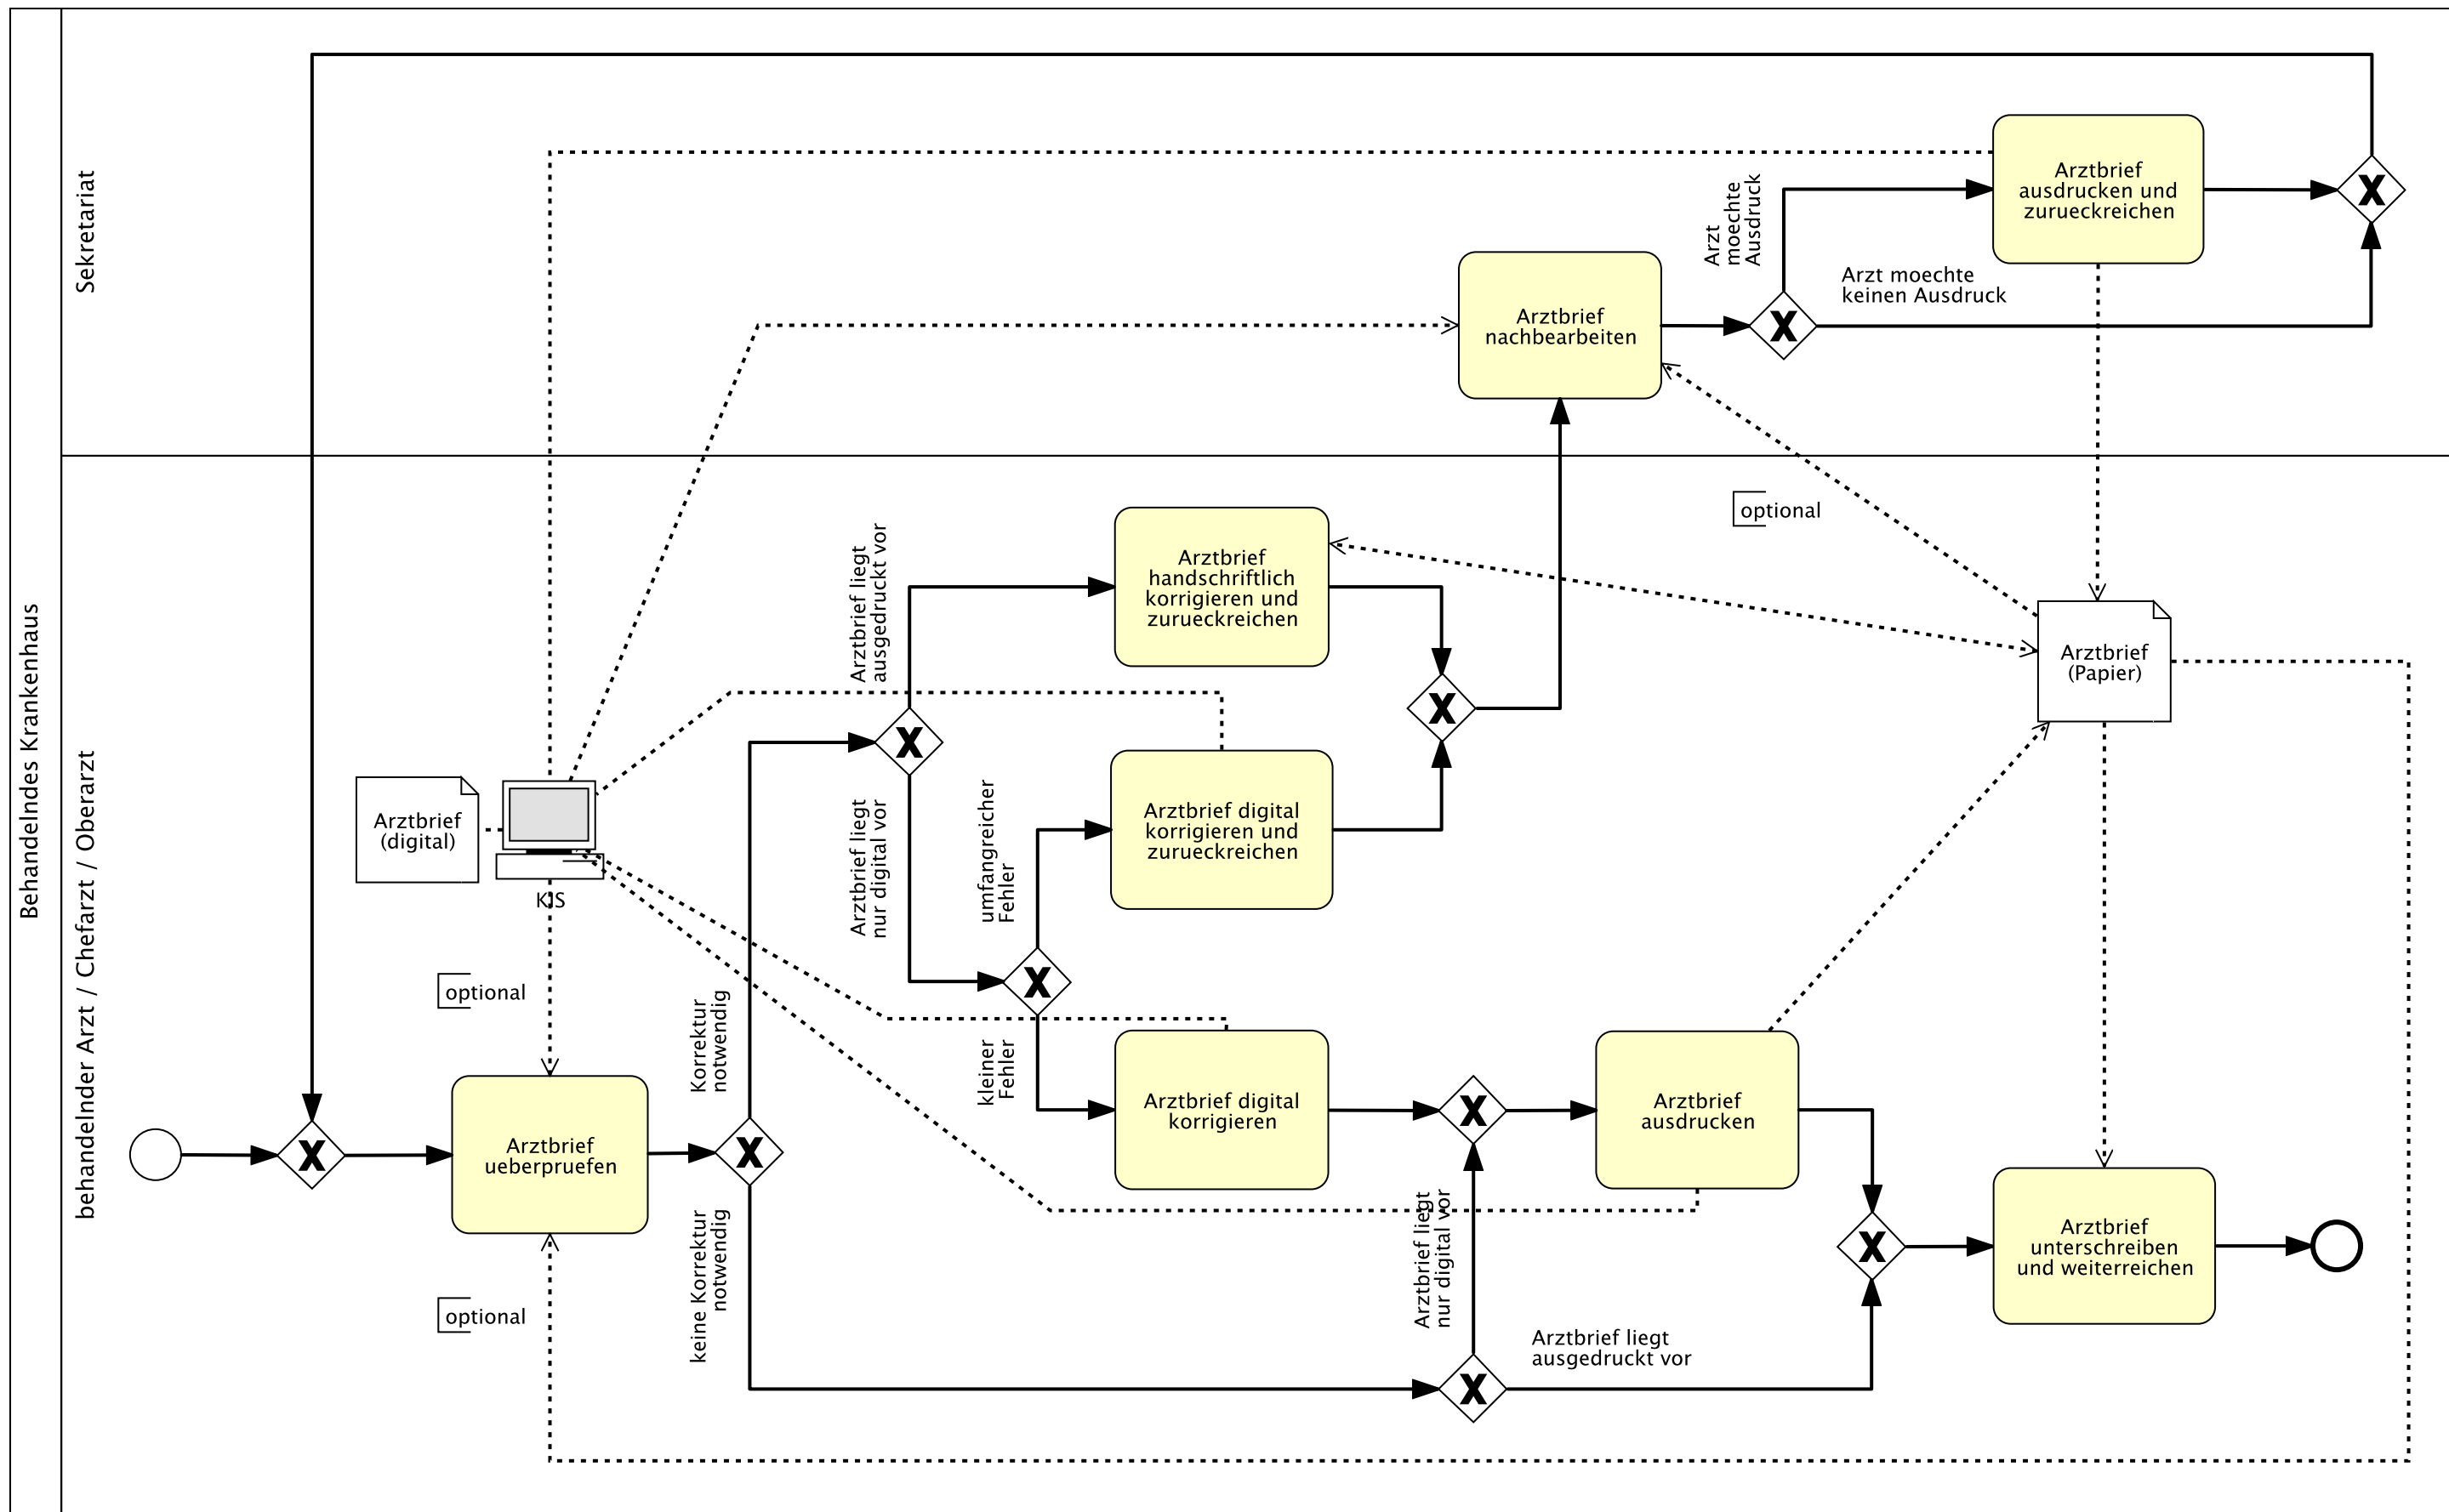 Behandelndes Krankenhaus
Sekretariat
behandelnder Arzt / Chefarzt / Oberarzt
Arztbrief
ausdrucken und
zurueckreichen
Arzt
moechte
Ausdruck
Arzt moechte
keinen Ausdruck
Arztbrief
nachbearbeiten
optional
Arztbrief liegt
ausgedruckt vor
Arztbrief
handschriftlich
korrigieren und
zurueckreichen
Arztbrief
(Papier)
Arztbrief
(digital)
KIS
Arztbrief liegt
nur digital vor
umfangreicher
Fehler
Arztbrief digital
korrigieren und
zurueckreichen
optional
Korrektur
notwendig
kleiner
Fehler
Arztbrief digital
korrigieren
Arztbrief
ausdrucken
Arztbrief
ueberpruefen
keine Korrektur
notwendig
Arztbrief liegt
nur digital vor
Arztbrief
unterschreiben
und weiterreichen
optional
Arztbrief liegt
ausgedruckt vor